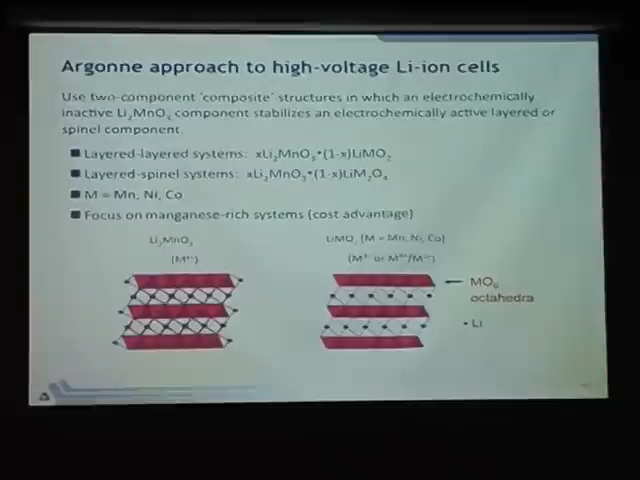 Argonne approach to high-voltage Li-ion cells
Use two-component 'composite' structures in which an electrochemically
inactive Li₂MnO₃ component stabilizes an electrochemically active layered or
spinel component.
■ Layered-layered systems: xLi₂MnO₃•(1-x)LiMO₂
■ Layered-spinel systems: xLi₂MnO₃•(1-x)LiM₂O₄
■ M = Mn, Ni, Co
■ Focus on manganese-rich systems (cost advantage)
Li₂MnO₃ LiMO₂ (M = Mn, Ni, Co)
(M⁴⁺) (M³⁺ or M⁴⁺/M²⁺)
MO₆
octahedra
• Li